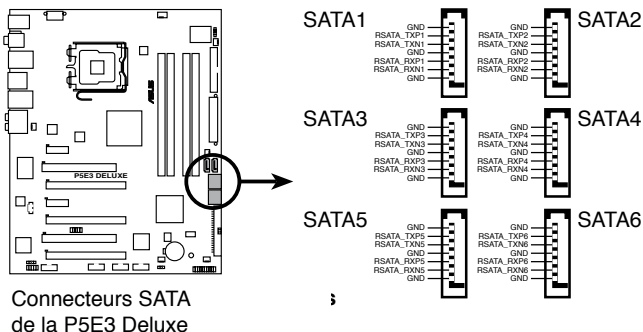 SATA1
GND
RSATA_TXP1
RSATA_TXN1
GND
RSATA_RXP1
RSATA_RXN1
GND
SATA2
GND
RSATA_TXP2
RSATA_TXN2
GND
RSATA_RXP2
RSATA_RXN2
GND
SATA3
GND
RSATA_TXP3
RSATA_TXN3
GND
RSATA_RXP3
RSATA_RXN3
GND
SATA4
GND
RSATA_TXP4
RSATA_TXN4
GND
RSATA_RXP4
RSATA_RXN4
GND
SATA5
GND
RSATA_TXP5
RSATA_TXN5
GND
RSATA_RXP5
RSATA_RXN5
GND
SATA6
GND
RSATA_TXP6
RSATA_TXN6
GND
RSATA_RXP6
RSATA_RXN6
GND
ASUS
P5E3 DELUXE
Connecteurs SATA
de la P5E3 Deluxe